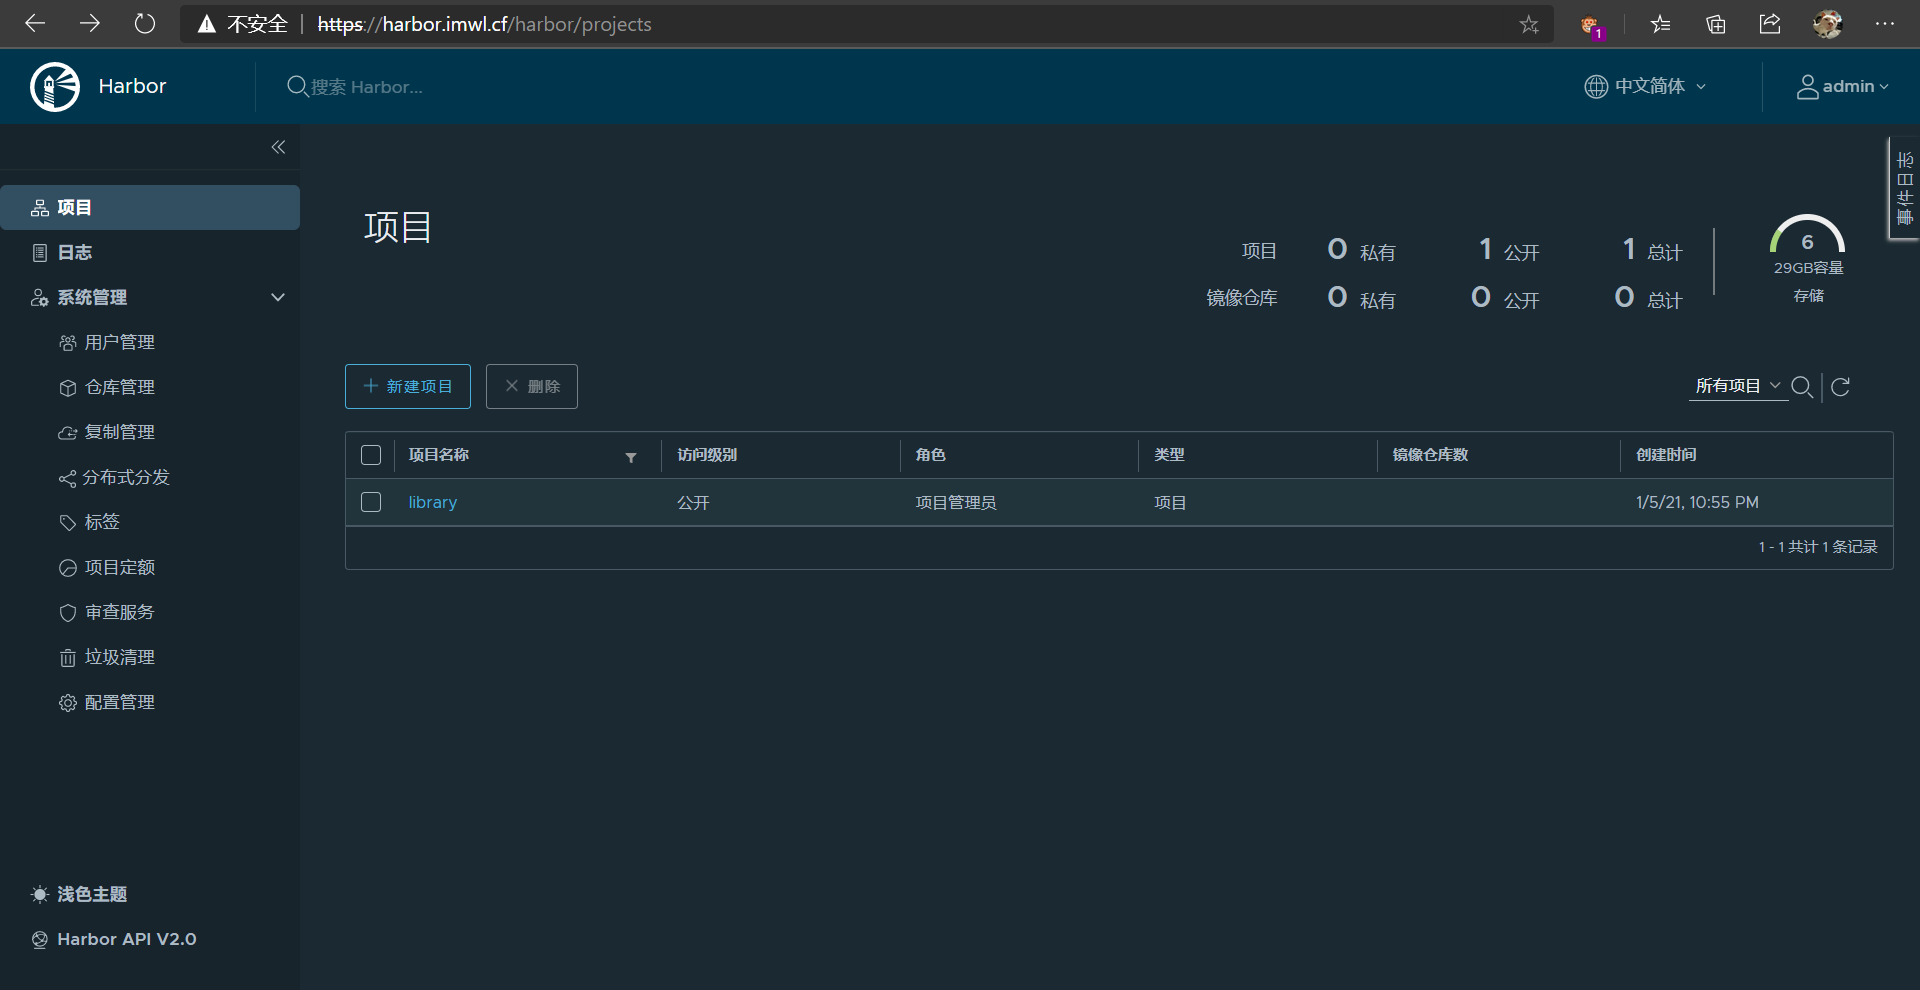 不安全 https://harbor.imwl.cf/harbor/projects
1
Harbor
搜索 Harbor...
中文简体
admin
事件日志
项目
日志
系统管理
用户管理
仓库管理
复制管理
分布式分发
标签
项目定额
审查服务
垃圾清理
配置管理
浅色主题
Harbor API V2.0
项目
项目 0 私有 1 公开 1 总计
镜像仓库 0 私有 0 公开 0 总计
6
29GB容量
存储
新建项目 删除
所有项目
项目名称 访问级别 角色 类型 镜像仓库数 创建时间
library 公开 项目管理员 项目 1/5/21, 10:55 PM
1 - 1 共计 1 条记录